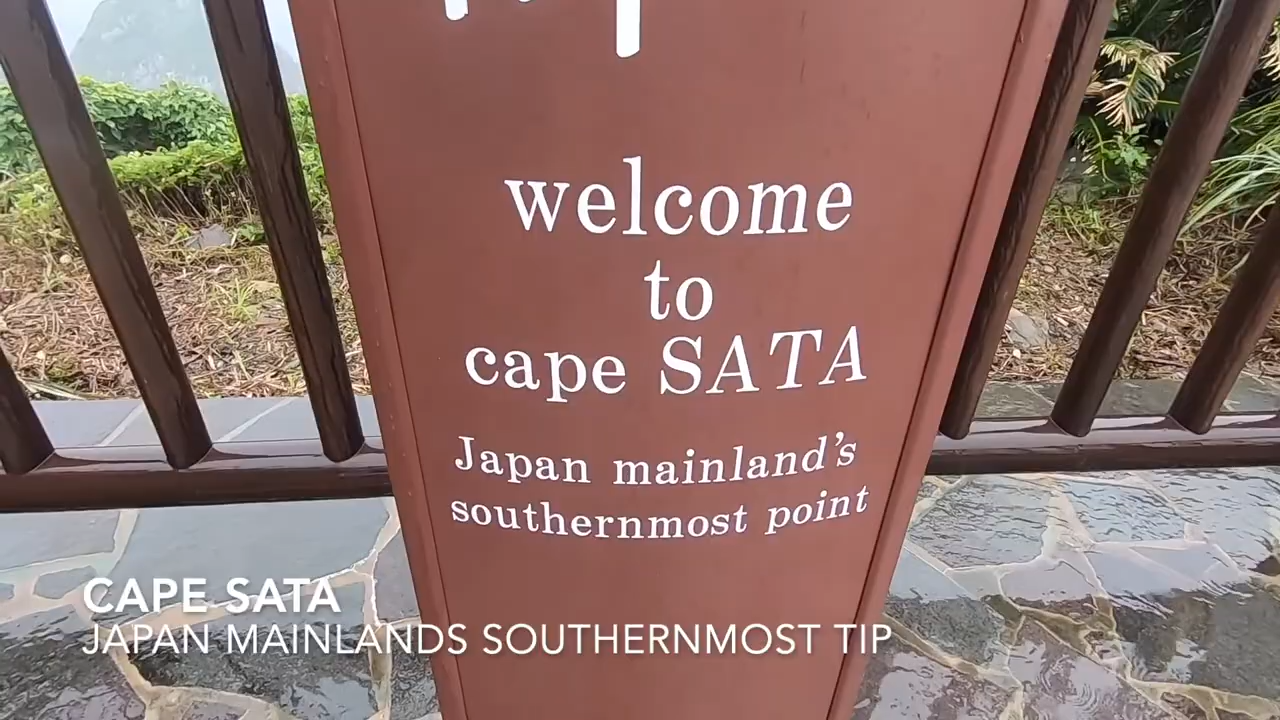 welcome
to
cape SATA
Japan mainland's
southernmost point
CAPE SATA
JAPAN MAINLANDS SOUTHERNMOST TIP